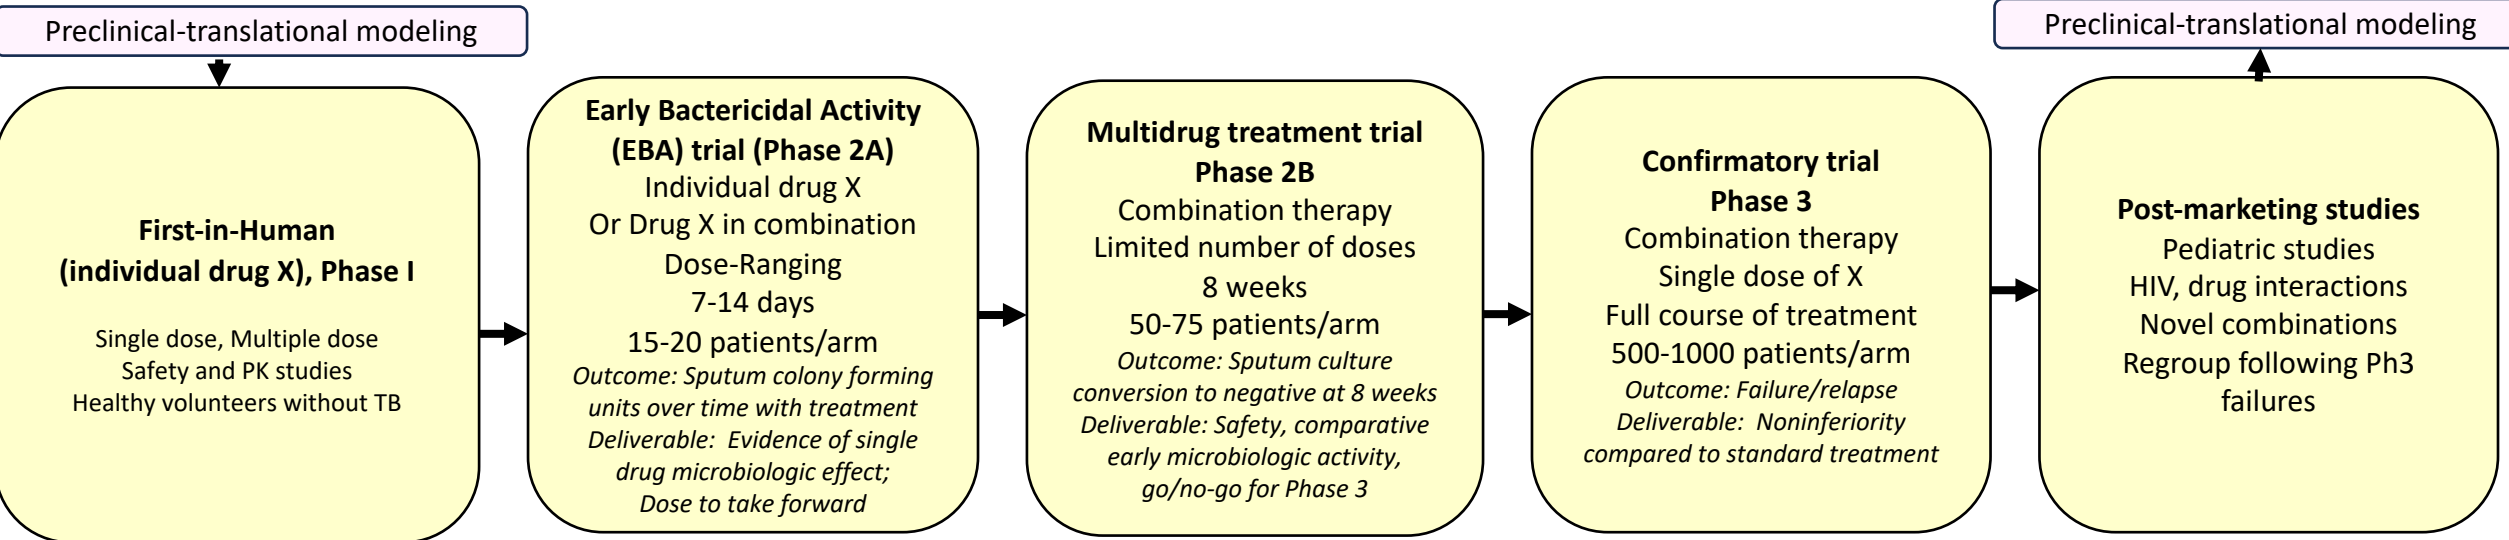 Preclinical-translational modeling
Preclinical-translational modeling
First-in-Human
(individual drug X), Phase I
Single dose, Multiple dose
Safety and PK studies
Healthy volunteers without TB
Early Bactericidal Activity
(EBA) trial (Phase 2A)
Individual drug X
Or Drug X in combination
Dose-Ranging
7-14 days
15-20 patients/arm
Outcome: Sputum colony forming
units over time with treatment
Deliverable: Evidence of single
drug microbiologic effect;
Dose to take forward
Multidrug treatment trial
Phase 2B
Combination therapy
Limited number of doses
8 weeks
50-75 patients/arm
Outcome: Sputum culture
conversion to negative at 8 weeks
Deliverable: Safety, comparative
early microbiologic activity,
go/no-go for Phase 3
Confirmatory trial
Phase 3
Combination therapy
Single dose of X
Full course of treatment
500-1000 patients/arm
Outcome: Failure/relapse
Deliverable: Noninferiority
compared to standard treatment
Post-marketing studies
Pediatric studies
HIV, drug interactions
Novel combinations
Regroup following Ph3
failures